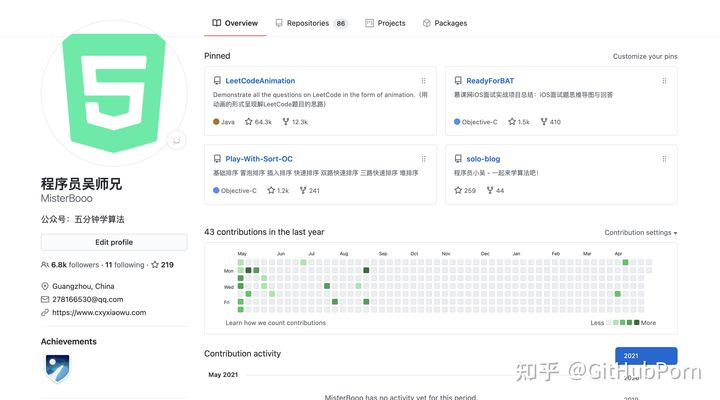 Overview
Repositories 86
Projects
Packages
程序员吴师兄
MisterBooo
公众号：五分钟学算法
Edit profile
6.8k followers · 11 following · 219
Guangzhou, China
278166530@qq.com
https://www.cxyxiaowu.com
Achievements
Pinned
Customize your pins
LeetCodeAnimation
Demonstrate all the questions on LeetCode in the form of animation.（用
动画的形式呈现解LeetCode题目的思路）
Java 64.3k 12.3k
ReadyForBAT
慕课网iOS面试实战项目总结：iOS面试题思维导图与回答
Objective-C 1.5k 410
Play-With-Sort-OC
基础排序 冒泡排序 插入排序 快速排序 双路快速排序 三路快速排序 堆排序
Objective-C 1.2k 241
solo-blog
程序员小吴 - 一起来学算法吧！
259 44
43 contributions in the last year
Contribution settings
May Jun Jul Aug Sep Oct Nov Dec Jan Feb Mar Apr
Mon
Wed
Fri
Learn how we count contributions
Less More
Contribution activity
2021
2020
2019
May 2021
MisterBooo has no activity yet for this period.
知乎 @GitHubPorn